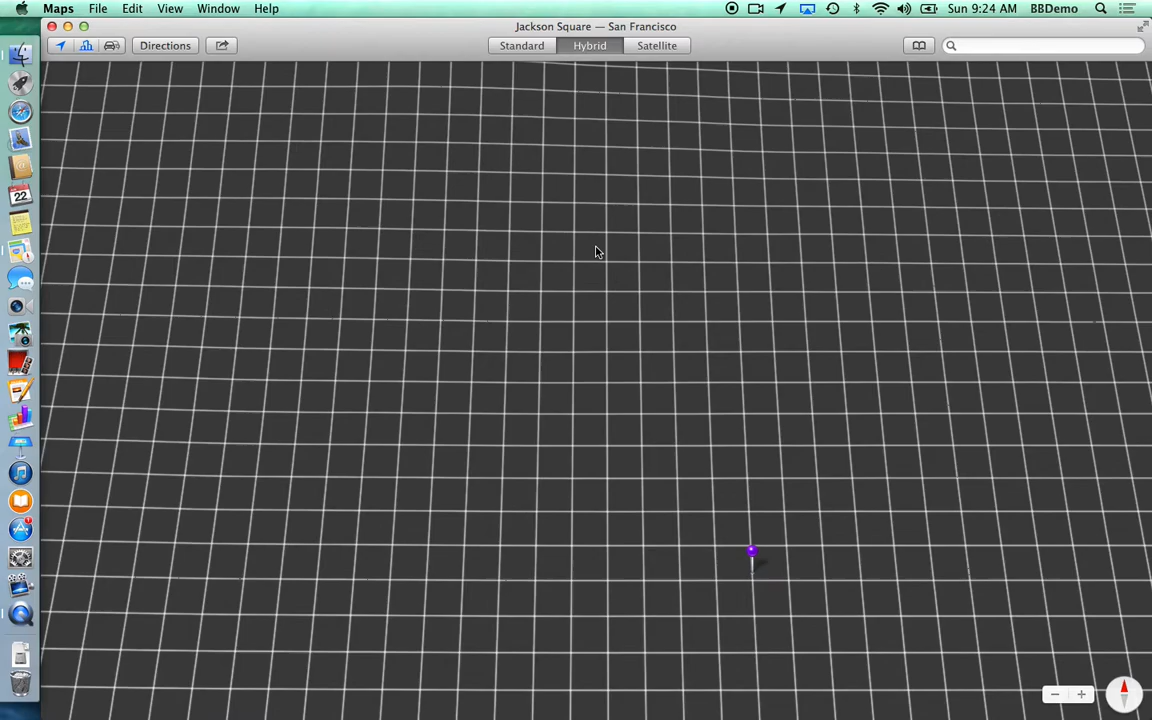 Maps File Edit View Window Help Sun 9:24 AM BBDemo
Jackson Square — San Francisco
Directions Standard Hybrid Satellite
22